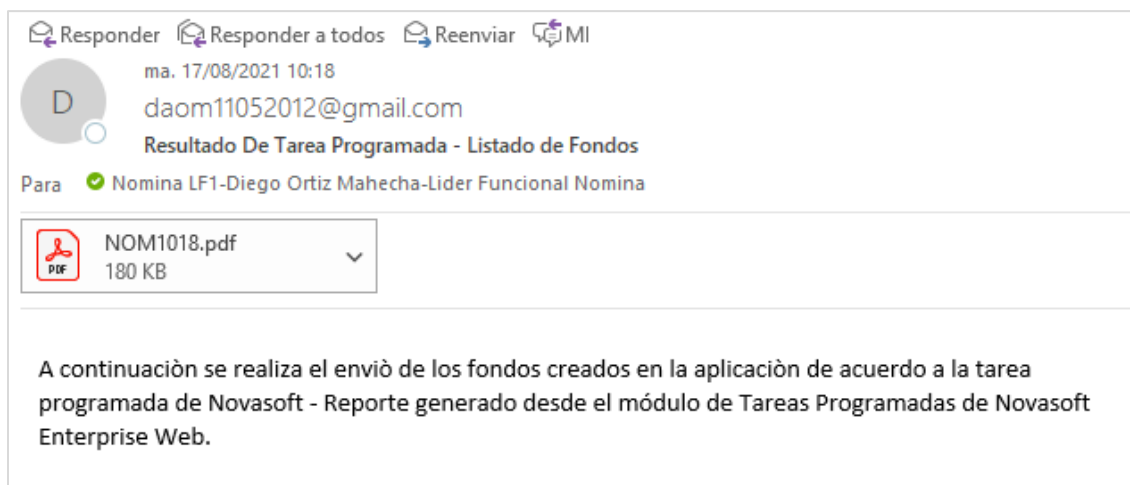 Responder Responder a todos Reenviar MI
ma. 17/08/2021 10:18
D
daom11052012@gmail.com
Resultado De Tarea Programada - Listado de Fondos
Para Nomina LF1-Diego Ortiz Mahecha-Lider Funcional Nomina
NOM1018.pdf
PDF
180 KB
A continuaciòn se realiza el enviò de los fondos creados en la aplicaciòn de acuerdo a la tarea
programada de Novasoft - Reporte generado desde el módulo de Tareas Programadas de Novasoft
Enterprise Web.